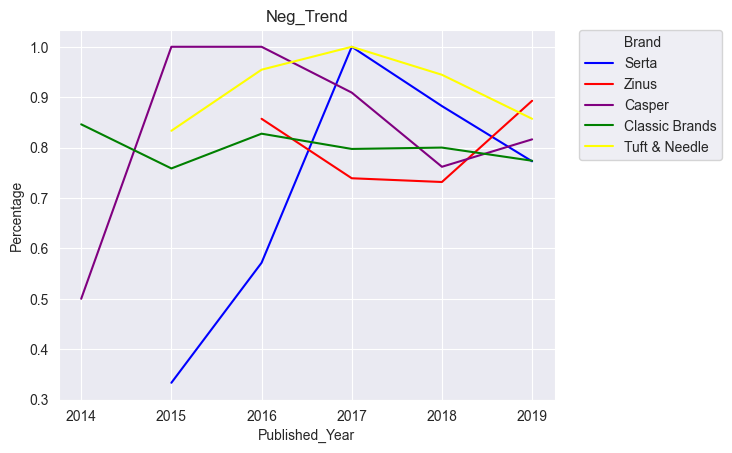 Neg_Trend
Brand
Serta
Zinus
Casper
Classic Brands
Tuft & Needle
Percentage
1.0
0.9
0.8
0.7
0.6
0.5
0.4
0.3
2014 2015 2016 2017 2018 2019
Published_Year